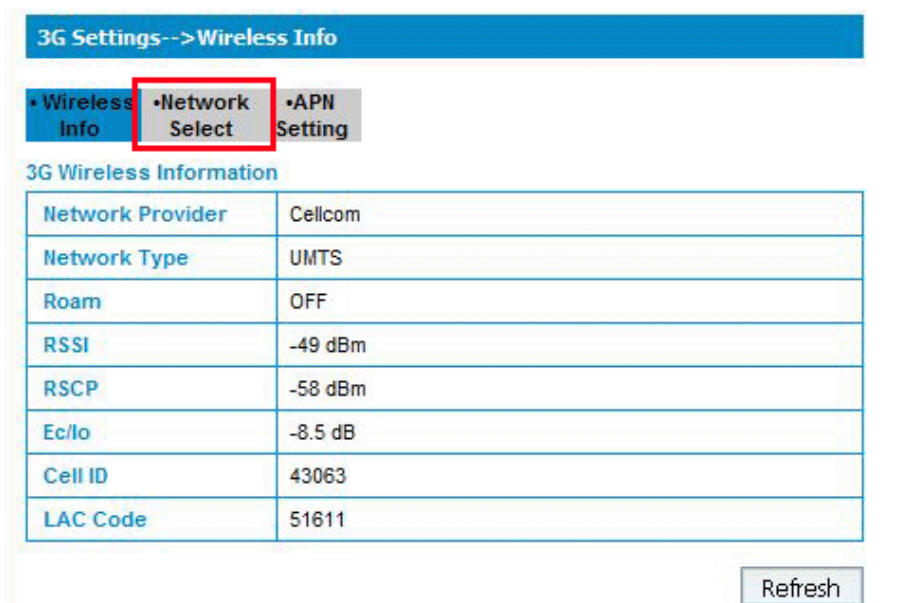 3G Settings-->Wireless Info
• Wireless Info
•Network Select
•APN Setting
3G Wireless Information
Network Provider Cellcom
Network Type UMTS
Roam OFF
RSSI -49 dBm
RSCP -58 dBm
Ec/Io -8.5 dB
Cell ID 43063
LAC Code 51611
Refresh